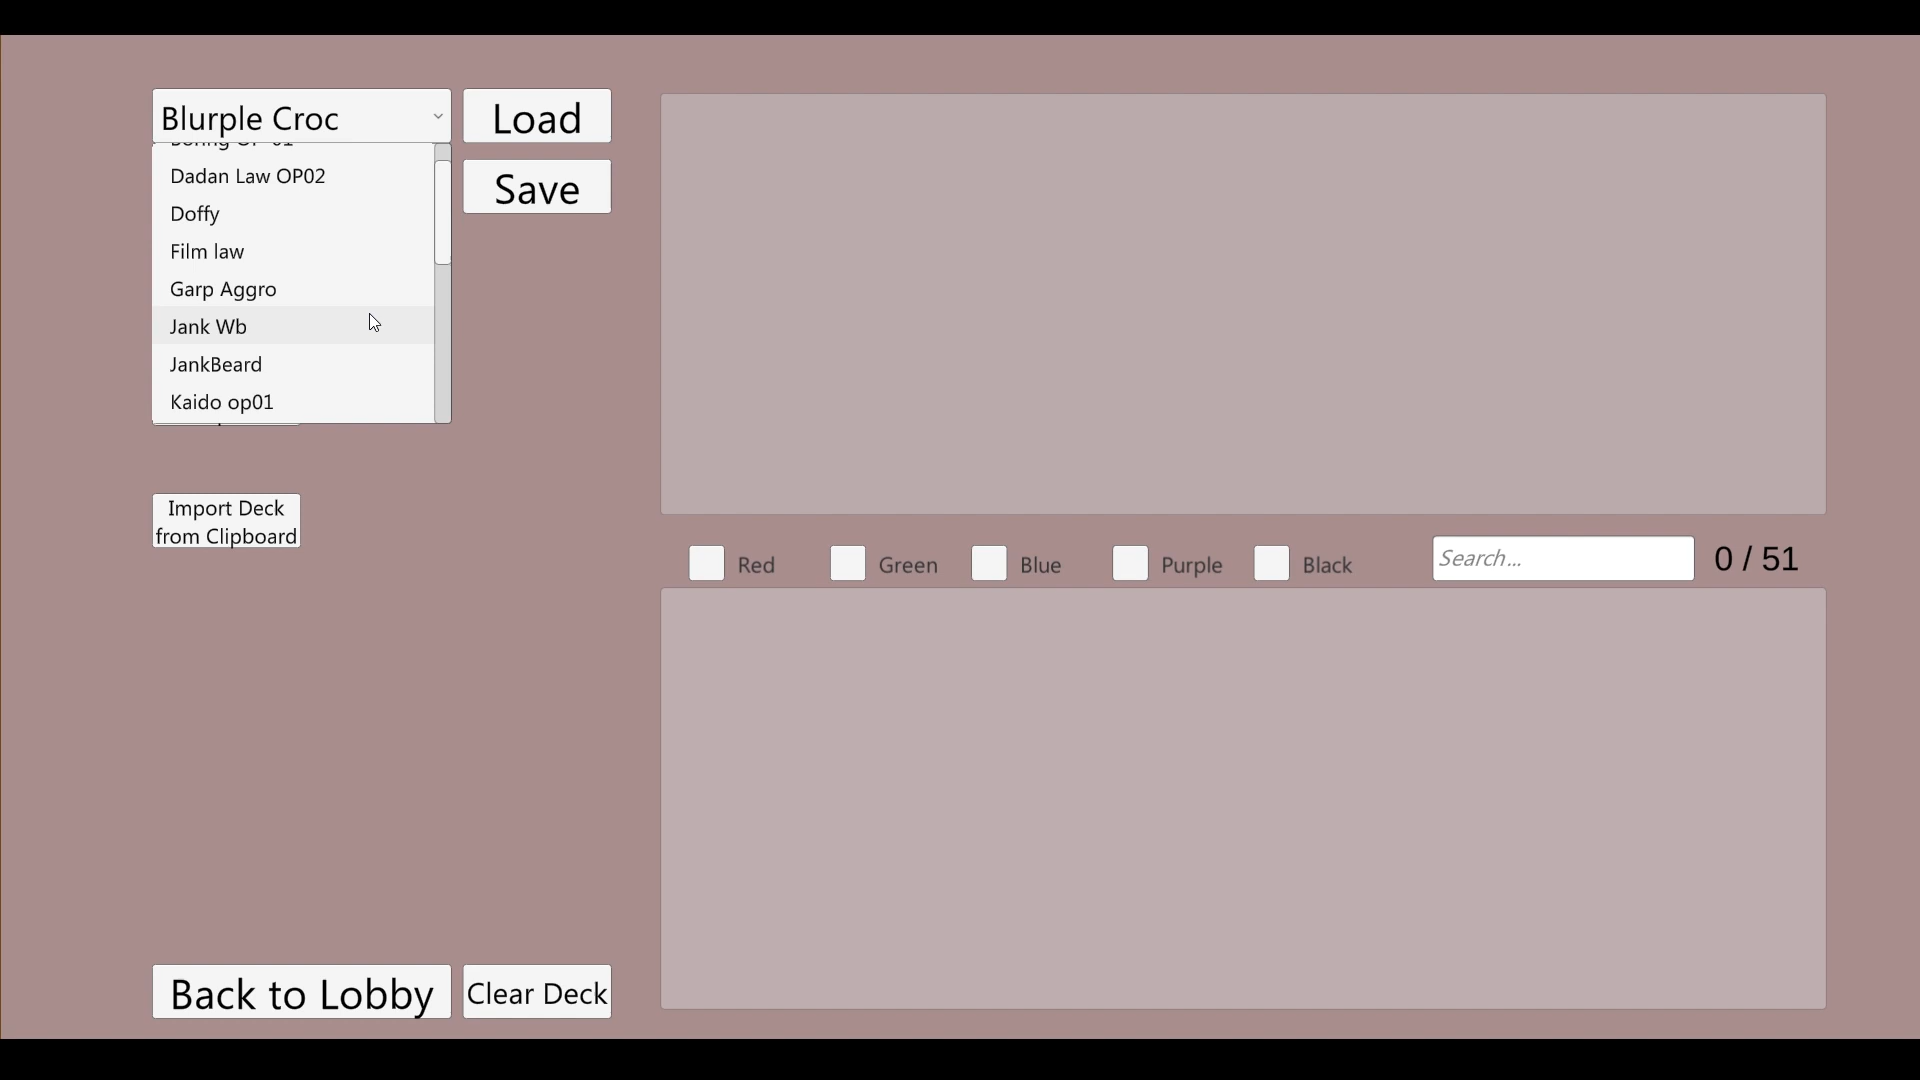 Blurple Croc
Load
Dadan Law OP02
Save
Doffy
Film law
Garp Aggro
Jank Wb
JankBeard
Kaido op01
Import Deck
from Clipboard
Red
Green
Blue
Purple
Black
Search...
0 / 51
Back to Lobby
Clear Deck